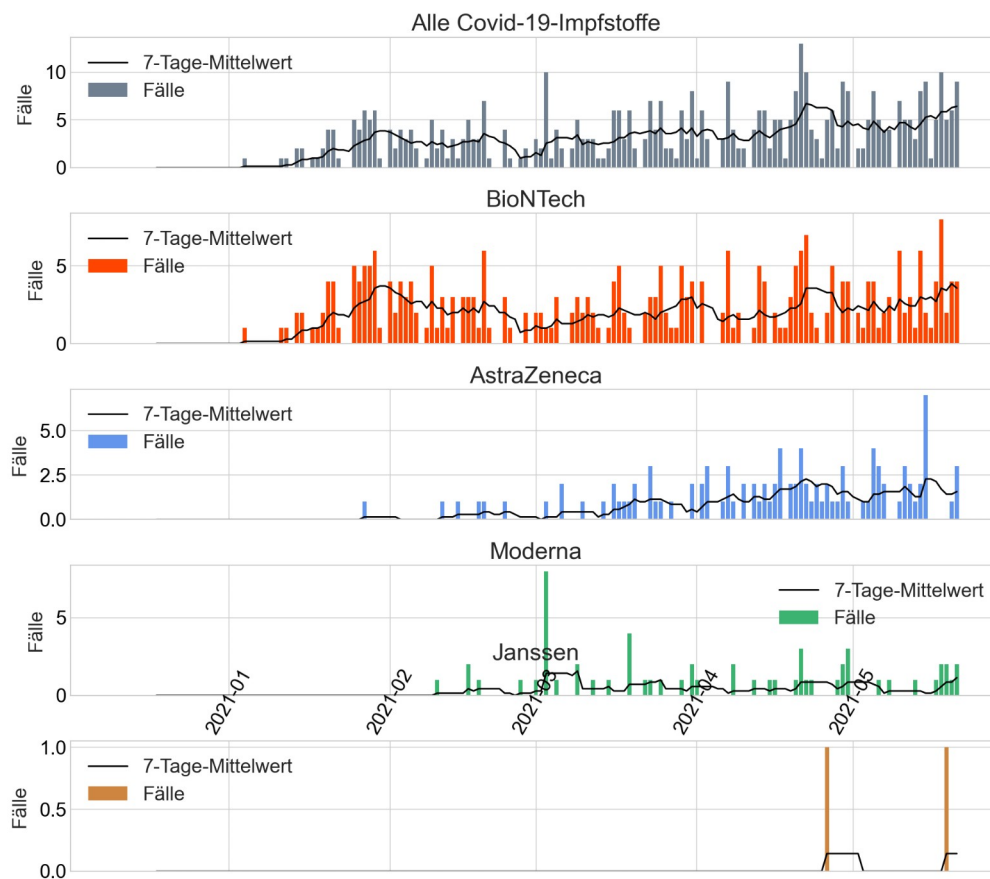 Alle Covid-19-Impfstoffe
7-Tage-Mittelwert
Fälle
Fälle
10
5
0
BioNTech
7-Tage-Mittelwert
Fälle
Fälle
5
0
AstraZeneca
7-Tage-Mittelwert
Fälle
Fälle
5.0
2.5
0.0
Moderna
7-Tage-Mittelwert
Fälle
Fälle
5
0
Janssen
2021-01
2021-02
2021-03
2021-04
2021-05
7-Tage-Mittelwert
Fälle
Fälle
1.0
0.5
0.0